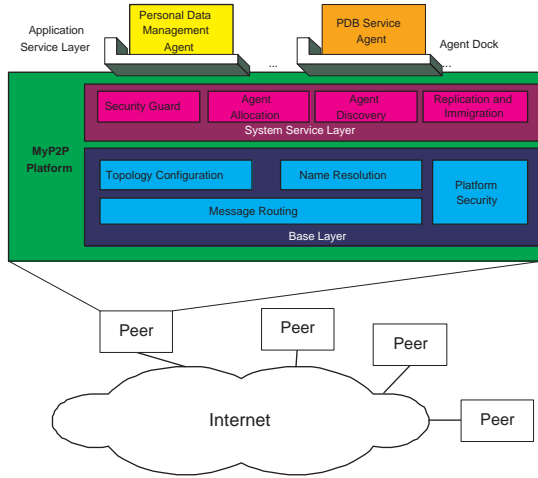 Application
Service Layer
Personal Data
Management
Agent
...
PDB Service
Agent
Agent Dock
...
MyP2P
Platform
Security Guard
Agent
Allocation
Agent
Discovery
Replication and
Immigration
System Service Layer
Topology Configuration
Name Resolution
Platform
Security
Message Routing
Base Layer
Peer
Peer
Peer
Peer
Internet